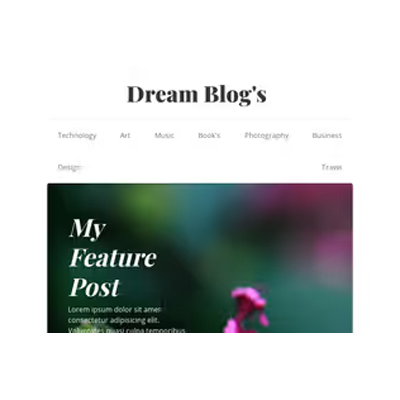 Dream Blog's
Technology Art Music Book's Photography Business
Design Travel
My
Feature
Post
Lorem ipsum dolor sit amet
consectetur adipisicing elit.
Voluptates quasi culpa temporibus,